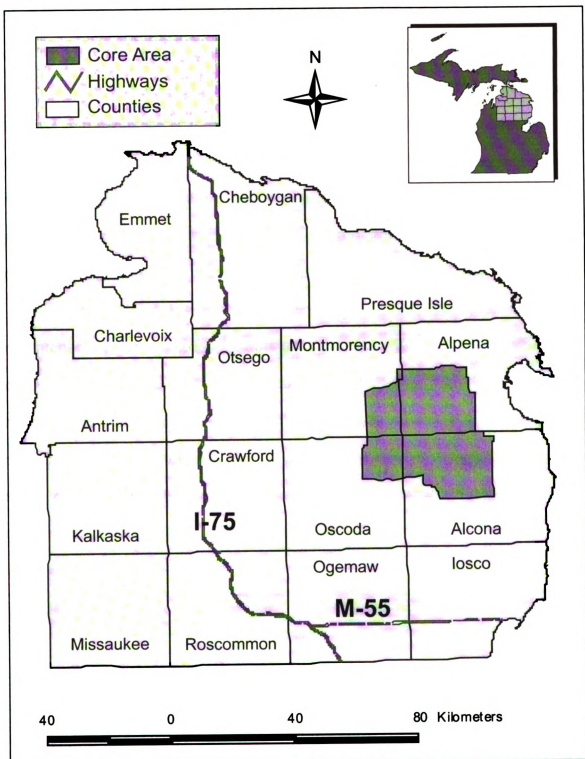 Core Area
Highways
Counties
N
Cheboygan
Emmet
Presque Isle
Charlevoix
Otsego
Montmorency
Alpena
Antrim
Crawford
I-75
Kalkaska
Oscoda
Alcona
Ogemaw
Iosco
M-55
Missaukee
Roscommon
40 0 40 80 Kilometers